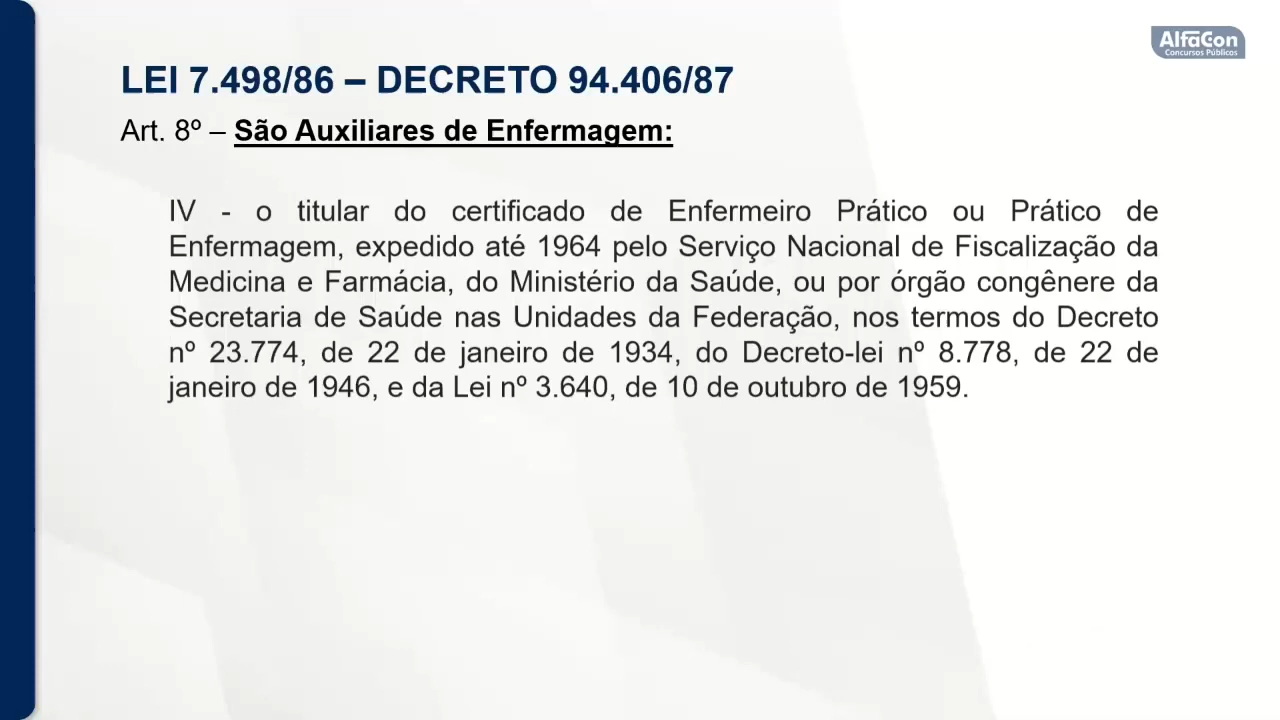 AlfaCon
Concursos Públicos
LEI 7.498/86 – DECRETO 94.406/87
Art. 8º – São Auxiliares de Enfermagem:
IV - o titular do certificado de Enfermeiro Prático ou Prático de
Enfermagem, expedido até 1964 pelo Serviço Nacional de Fiscalização da
Medicina e Farmácia, do Ministério da Saúde, ou por órgão congênere da
Secretaria de Saúde nas Unidades da Federação, nos termos do Decreto
nº 23.774, de 22 de janeiro de 1934, do Decreto-lei nº 8.778, de 22 de
janeiro de 1946, e da Lei nº 3.640, de 10 de outubro de 1959.